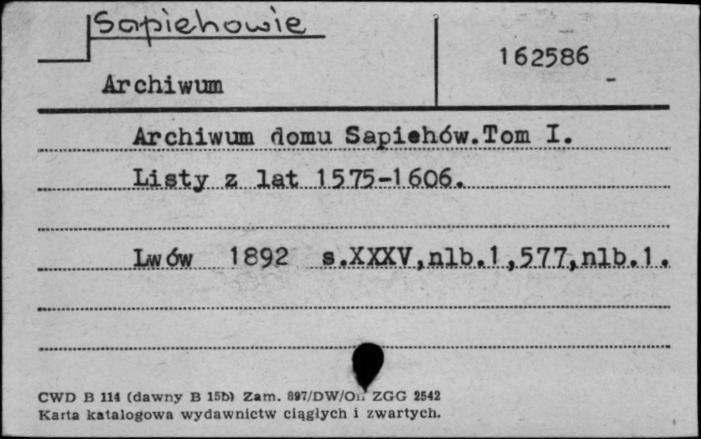 Sapiehowie
162586
Archiwum
Archiwum domu Sapiehów.Tom I.
Listy z lat 1575-1606.
Lwów 1892 s.XXXV,nlb.1,577,nlb.1.
CWD B 114 (dawny B 15b) Zam. 897/DW/Oł. ZGG 2542
Karta katalogowa wydawnictw ciągłych i zwartych.